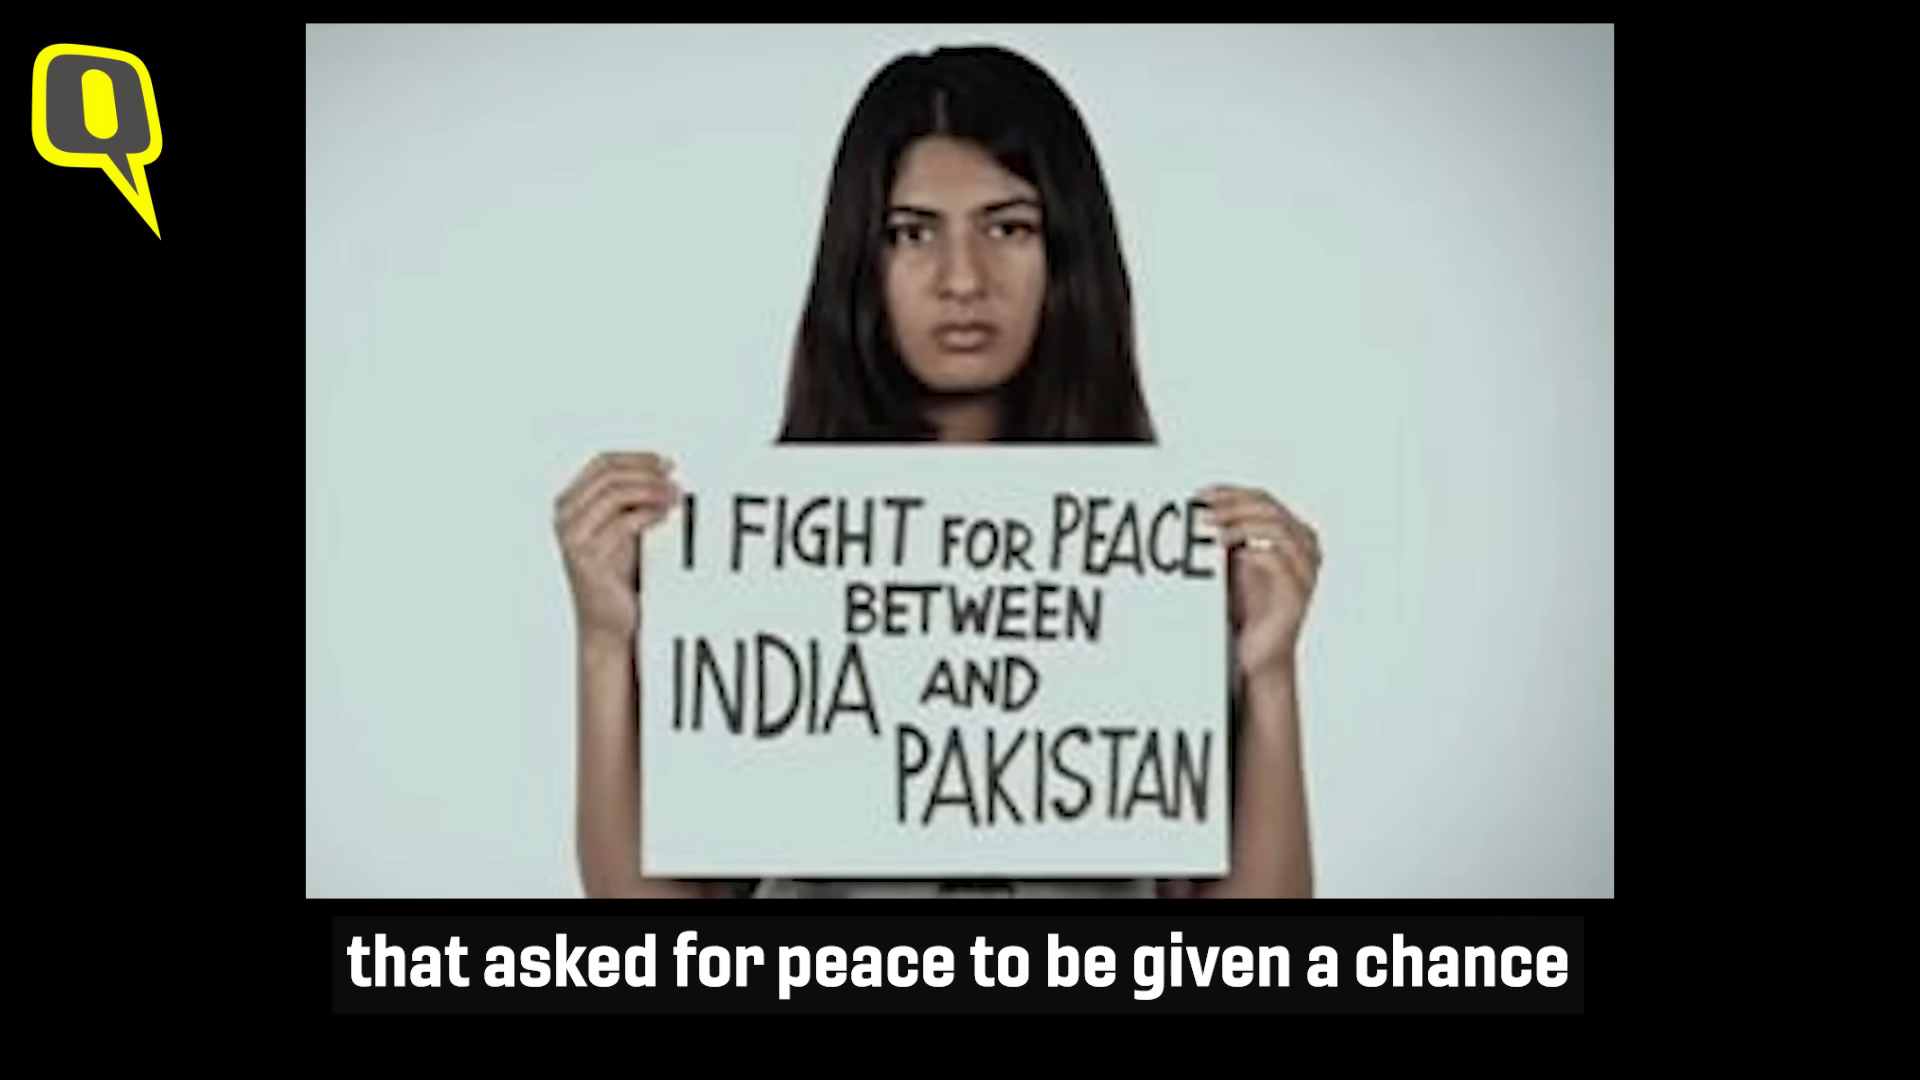 Q
I FIGHT FOR PEACE
BETWEEN
INDIA AND
PAKISTAN
that asked for peace to be given a chance